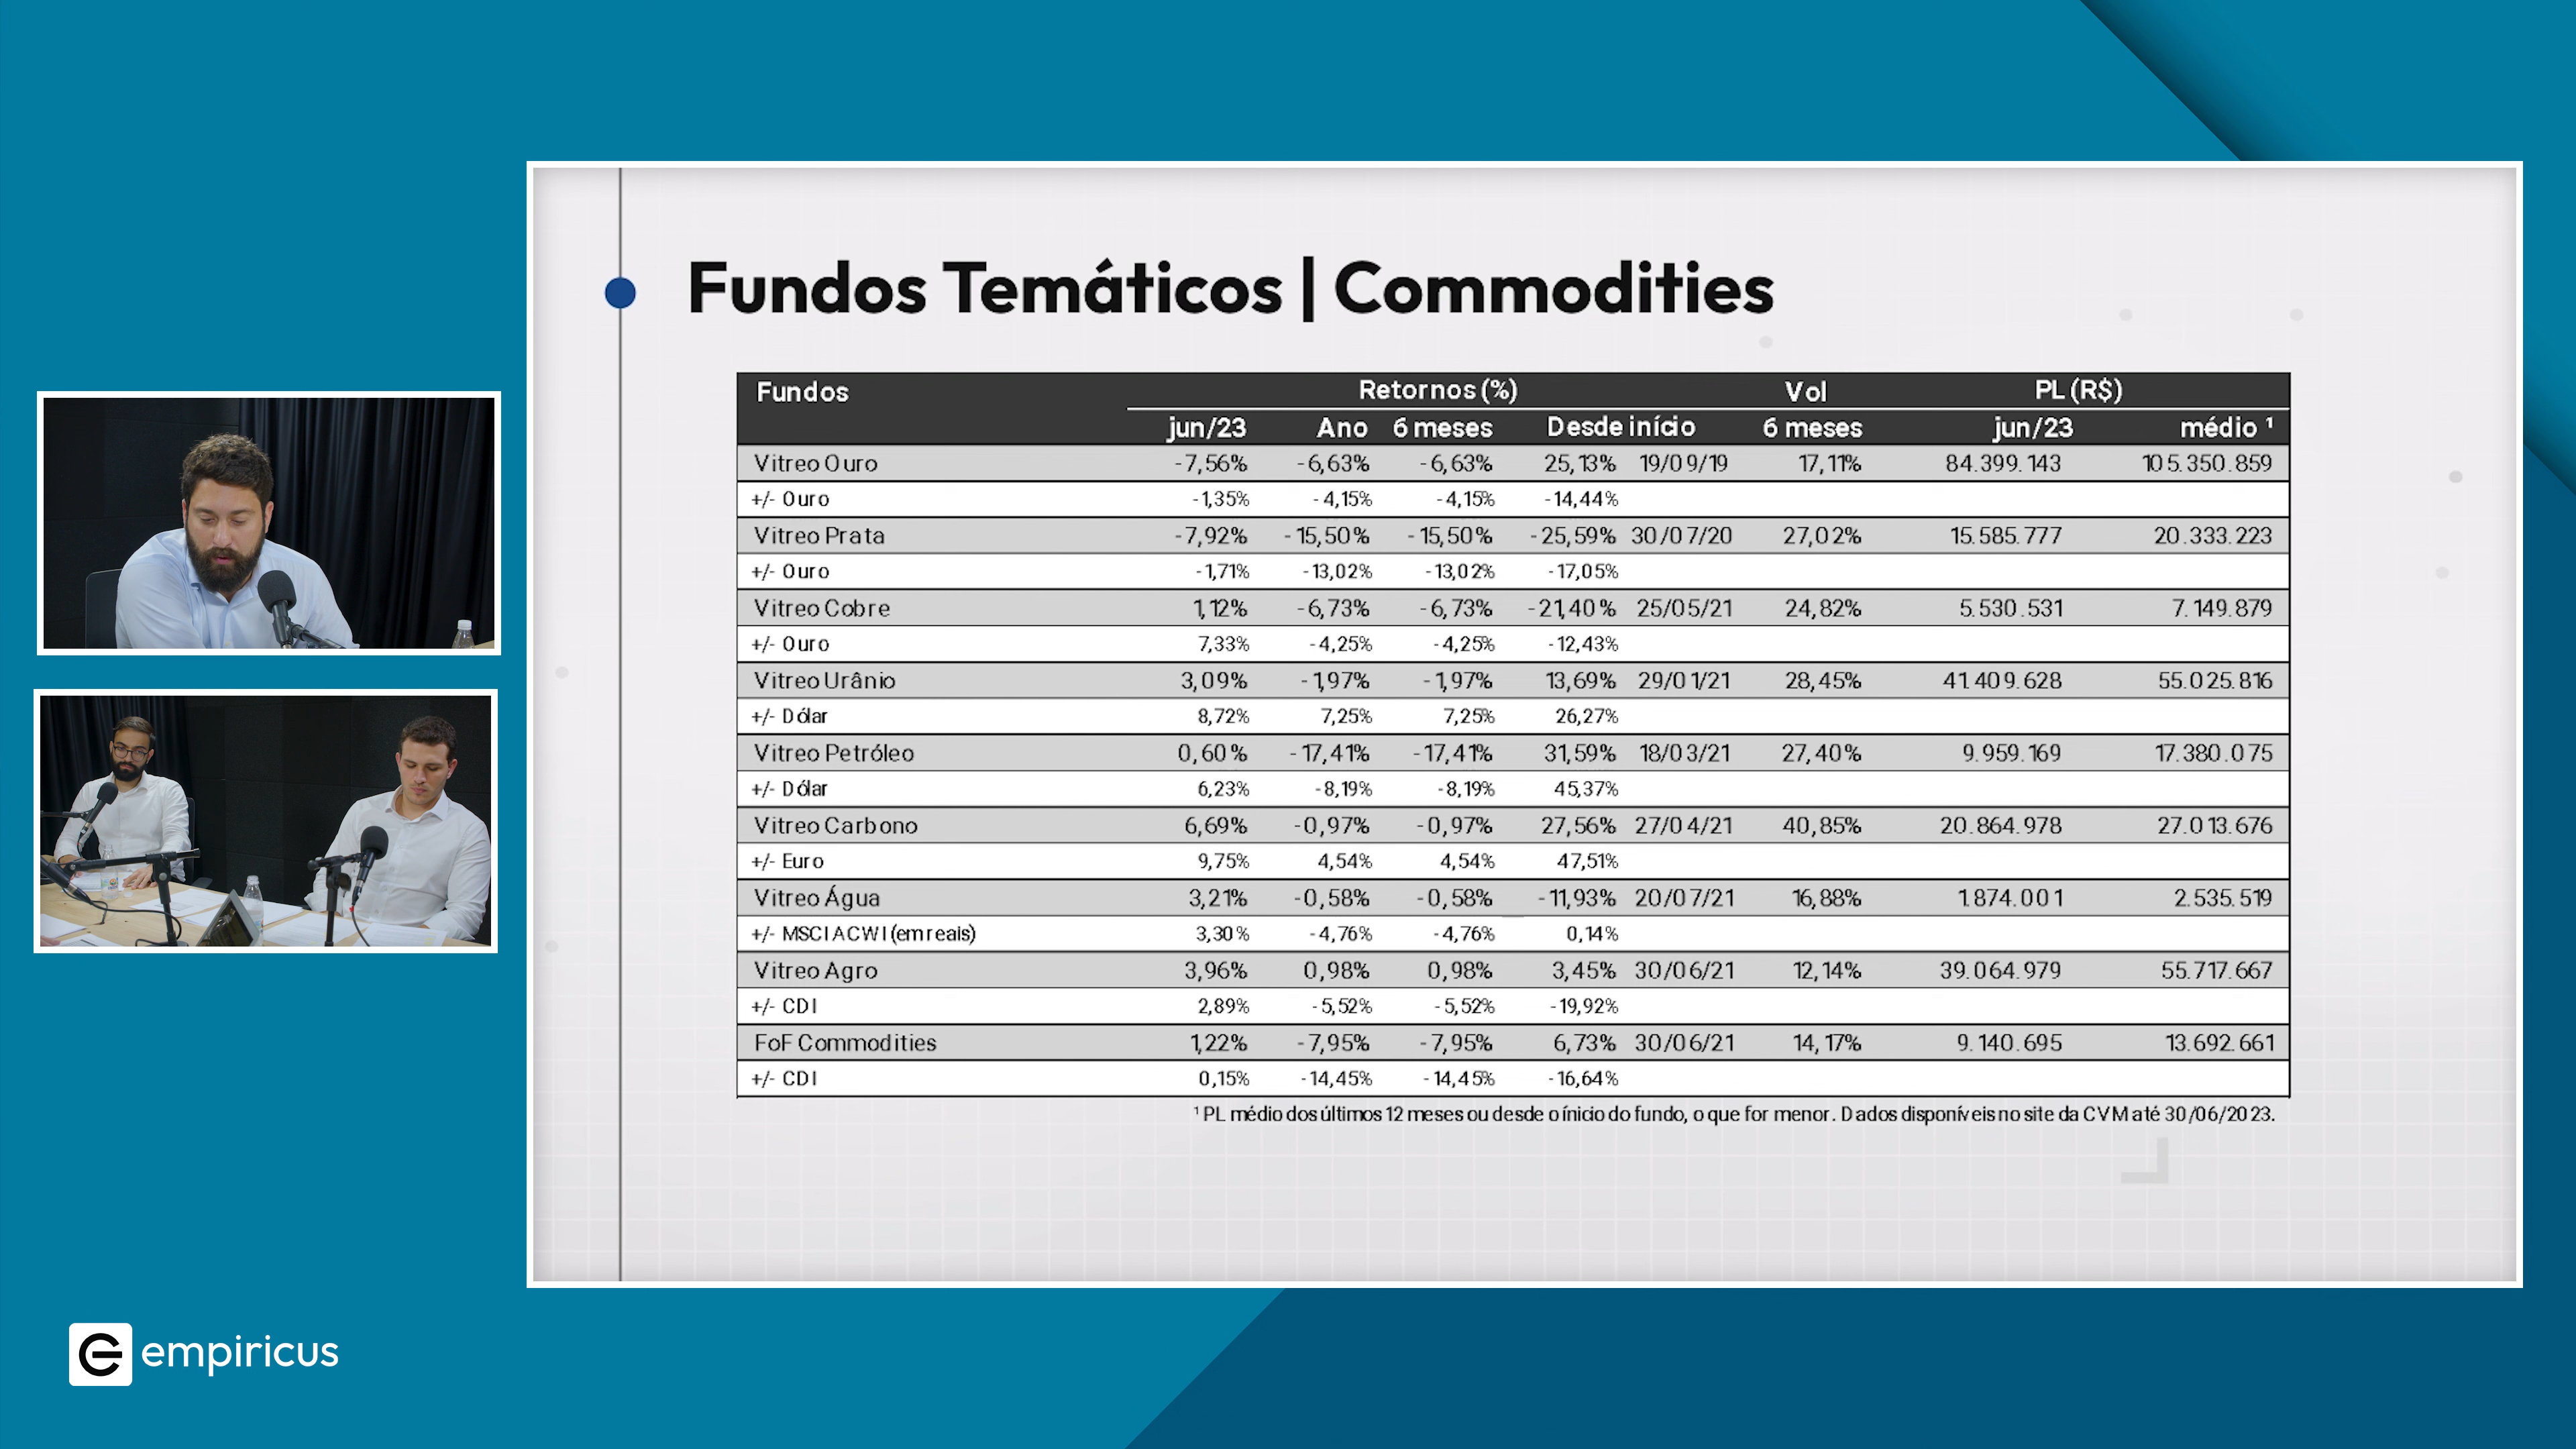 Fundos Temáticos | Commodities
Fundos Retornos (%) Vol PL (R$)
jun/23 Ano 6 meses Desde início 6 meses jun/23 médio ¹
Vitreo Ouro -7,56% -6,63% -6,63% 25,13% 19/09/19 17,11% 84.399.143 105.350.859
+/- Ouro -1,35% -4,15% -4,15% -14,44%
Vitreo Prata -7,92% -15,50% -15,50% -25,59% 30/07/20 27,02% 15.585.777 20.333.223
+/- Ouro -1,71% -13,02% -13,02% -17,05%
Vitreo Cobre 1,12% -6,73% -6,73% -21,40% 25/05/21 24,82% 5.530.531 7.149.879
+/- Ouro 7,33% -4,25% -4,25% -12,43%
Vitreo Urânio 3,09% -1,97% -1,97% 13,69% 29/01/21 28,45% 41.409.628 55.025.816
+/- Dólar 8,72% 7,25% 7,25% 26,27%
Vitreo Petróleo 0,60% -17,41% -17,41% 31,59% 18/03/21 27,40% 9.959.169 17.380.075
+/- Dólar 6,23% -8,19% -8,19% 45,37%
Vitreo Carbono 6,69% -0,97% -0,97% 27,56% 27/04/21 40,85% 20.864.978 27.013.676
+/- Euro 9,75% 4,54% 4,54% 47,51%
Vitreo Água 3,21% -0,58% -0,58% -11,93% 20/07/21 16,88% 1.874.001 2.535.519
+/- MSCI ACWI (em reais) 3,30% -4,76% -4,76% 0,14%
Vitreo Agro 3,96% 0,98% 0,98% 3,45% 30/06/21 12,14% 39.064.979 55.717.667
+/- CDI 2,89% -5,52% -5,52% -19,92%
FoF Commodities 1,22% -7,95% -7,95% 6,73% 30/06/21 14,17% 9.140.695 13.692.661
+/- CDI 0,15% -14,45% -14,45% -16,64%
¹ PL médio dos últimos 12 meses ou desde o ínicio do fundo, o que for menor. Dados disponíveis no site da CVM até 30/06/2023.
empiricus